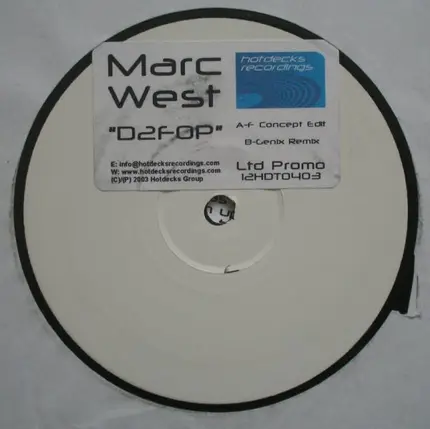 Marc
West
hotdecks
recordings
"D2FOP"
A-f Concept Edit
B-Genix Remix
E: info@hotdecksrecordings.com
W: www.hotdecksrecordings.com
(C)/(P) 2003 Hotdecks Group
Ltd Promo
12HDT0403